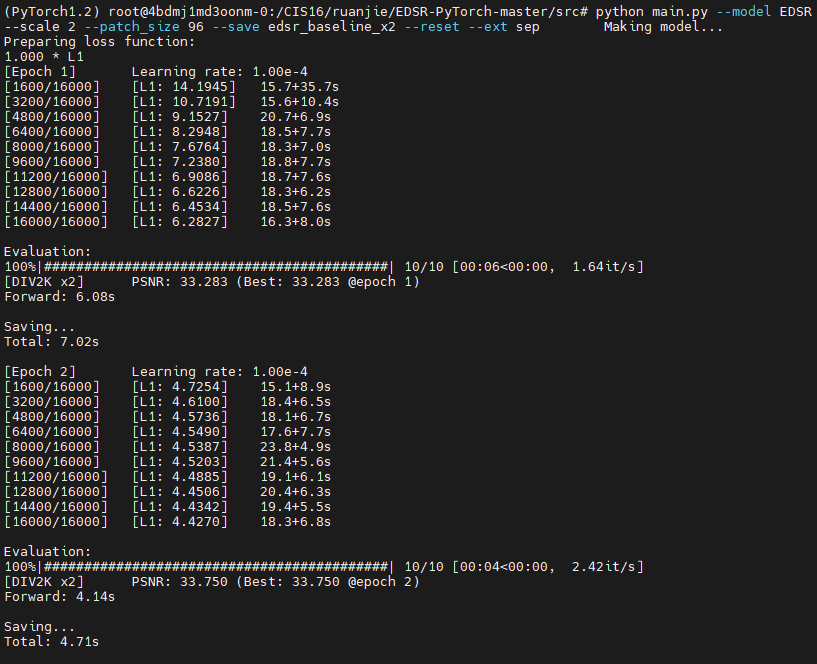 (PyTorch1.2) root@4bdmj1md3oonm-0:/CIS16/ruanjie/EDSR-PyTorch-master/src# python main.py --model EDSR
--scale 2 --patch_size 96 --save edsr_baseline_x2 --reset --ext sep        Making model...
Preparing loss function:
1.000 * L1
[Epoch 1]       Learning rate: 1.00e-4
[1600/16000]    [L1: 14.1945]   15.7+35.7s
[3200/16000]    [L1: 10.7191]   15.6+10.4s
[4800/16000]    [L1: 9.1527]    20.7+6.9s
[6400/16000]    [L1: 8.2948]    18.5+7.7s
[8000/16000]    [L1: 7.6764]    18.3+7.0s
[9600/16000]    [L1: 7.2380]    18.8+7.7s
[11200/16000]   [L1: 6.9086]    18.7+7.6s
[12800/16000]   [L1: 6.6226]    18.3+6.2s
[14400/16000]   [L1: 6.4534]    18.5+7.6s
[16000/16000]   [L1: 6.2827]    16.3+8.0s
Evaluation:
100%|###########################################| 10/10 [00:06<00:00,  1.64it/s]
[DIV2K x2]      PSNR: 33.283 (Best: 33.283 @epoch 1)
Forward: 6.08s
Saving...
Total: 7.02s
[Epoch 2]       Learning rate: 1.00e-4
[1600/16000]    [L1: 4.7254]    15.1+8.9s
[3200/16000]    [L1: 4.6100]    18.4+6.5s
[4800/16000]    [L1: 4.5736]    18.1+6.7s
[6400/16000]    [L1: 4.5490]    17.6+7.7s
[8000/16000]    [L1: 4.5387]    23.8+4.9s
[9600/16000]    [L1: 4.5203]    21.4+5.6s
[11200/16000]   [L1: 4.4885]    19.1+6.1s
[12800/16000]   [L1: 4.4506]    20.4+6.3s
[14400/16000]   [L1: 4.4342]    19.4+5.5s
[16000/16000]   [L1: 4.4270]    18.3+6.8s
Evaluation:
100%|###########################################| 10/10 [00:04<00:00,  2.42it/s]
[DIV2K x2]      PSNR: 33.750 (Best: 33.750 @epoch 2)
Forward: 4.14s
Saving...
Total: 4.71s